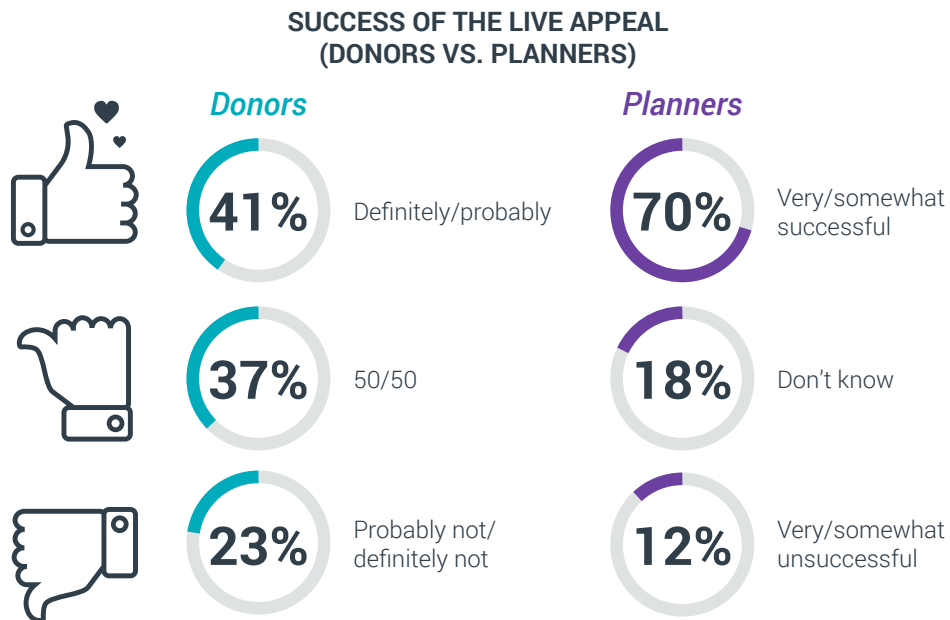 SUCCESS OF THE LIVE APPEAL
(DONORS VS. PLANNERS)
Donors
Planners
41%
Definitely/probably
70%
Very/somewhat
successful
37%
50/50
18%
Don't know
23%
Probably not/
definitely not
12%
Very/somewhat
unsuccessful